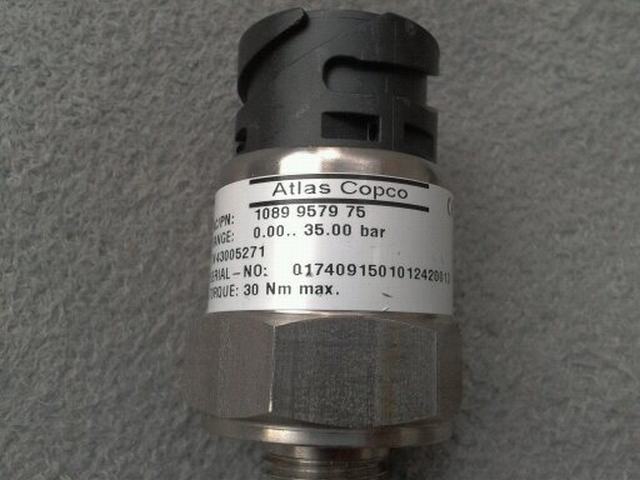 Atlas Copco
C/PN: 1089 9579 75
ANGE: 0.00.. 35.00 bar
43005271
ERIAL-NO: 0174091501012420013
ORQUE: 30 Nm max.